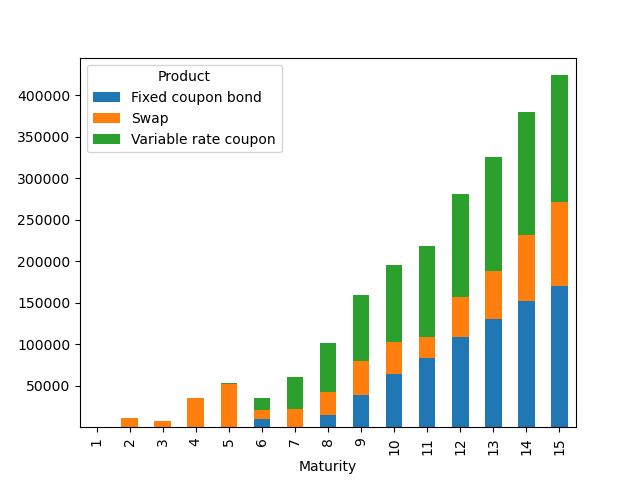 Product
Fixed coupon bond
Swap
Variable rate coupon
400000
350000
300000
250000
200000
150000
100000
50000
1 2 3 4 5 6 7 8 9 10 11 12 13 14 15
Maturity